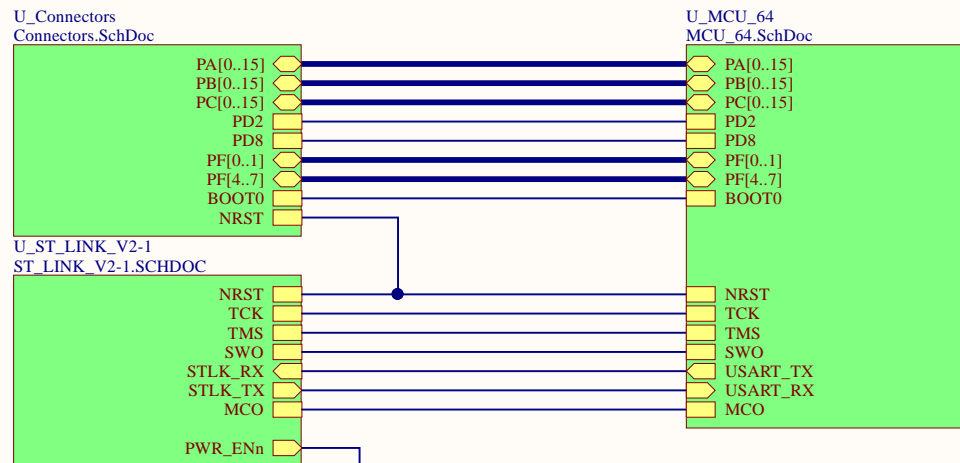 U_Connectors
Connectors.SchDoc
PA[0..15]
PB[0..15]
PC[0..15]
PD2
PD8
PF[0..1]
PF[4..7]
BOOT0
NRST
U_ST_LINK_V2-1
ST_LINK_V2-1.SCHDOC
NRST
TCK
TMS
SWO
STLK_RX
STLK_TX
MCO
PWR_ENn
U_MCU_64
MCU_64.SchDoc
PA[0..15]
PB[0..15]
PC[0..15]
PD2
PD8
PF[0..1]
PF[4..7]
BOOT0
NRST
TCK
TMS
SWO
USART_TX
USART_RX
MCO